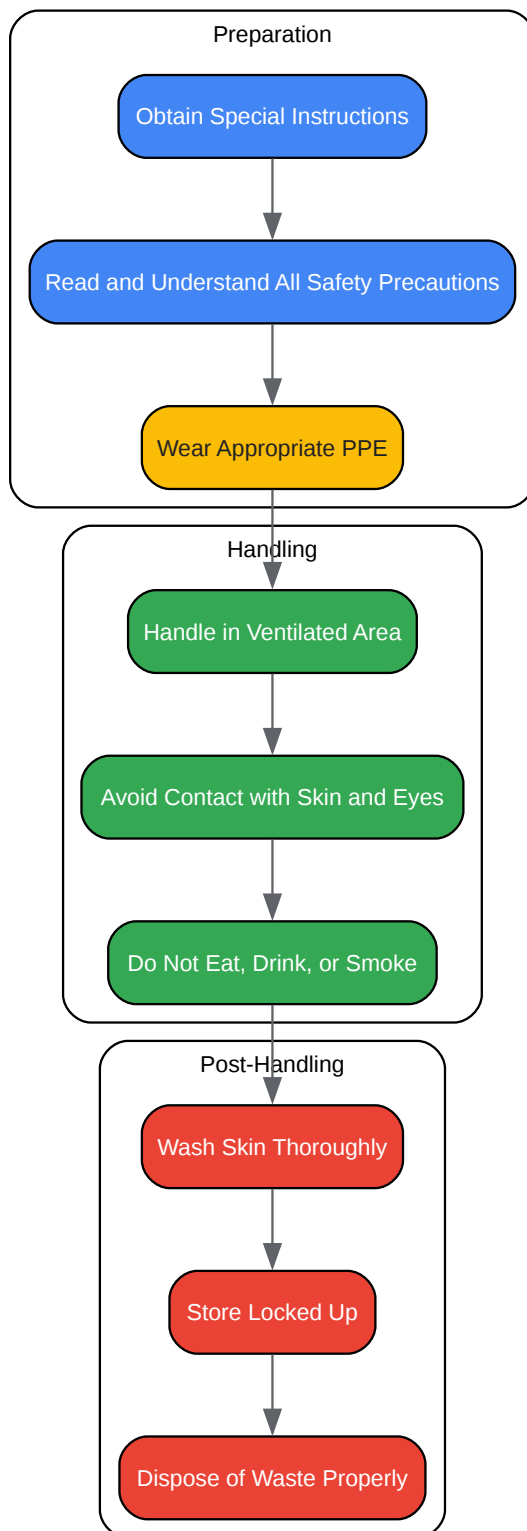 Preparation
Obtain Special Instructions
Read and Understand All Safety Precautions
Wear Appropriate PPE
Handling
Handle in Ventilated Area
Avoid Contact with Skin and Eyes
Do Not Eat, Drink, or Smoke
Post-Handling
Wash Skin Thoroughly
Store Locked Up
Dispose of Waste Properly